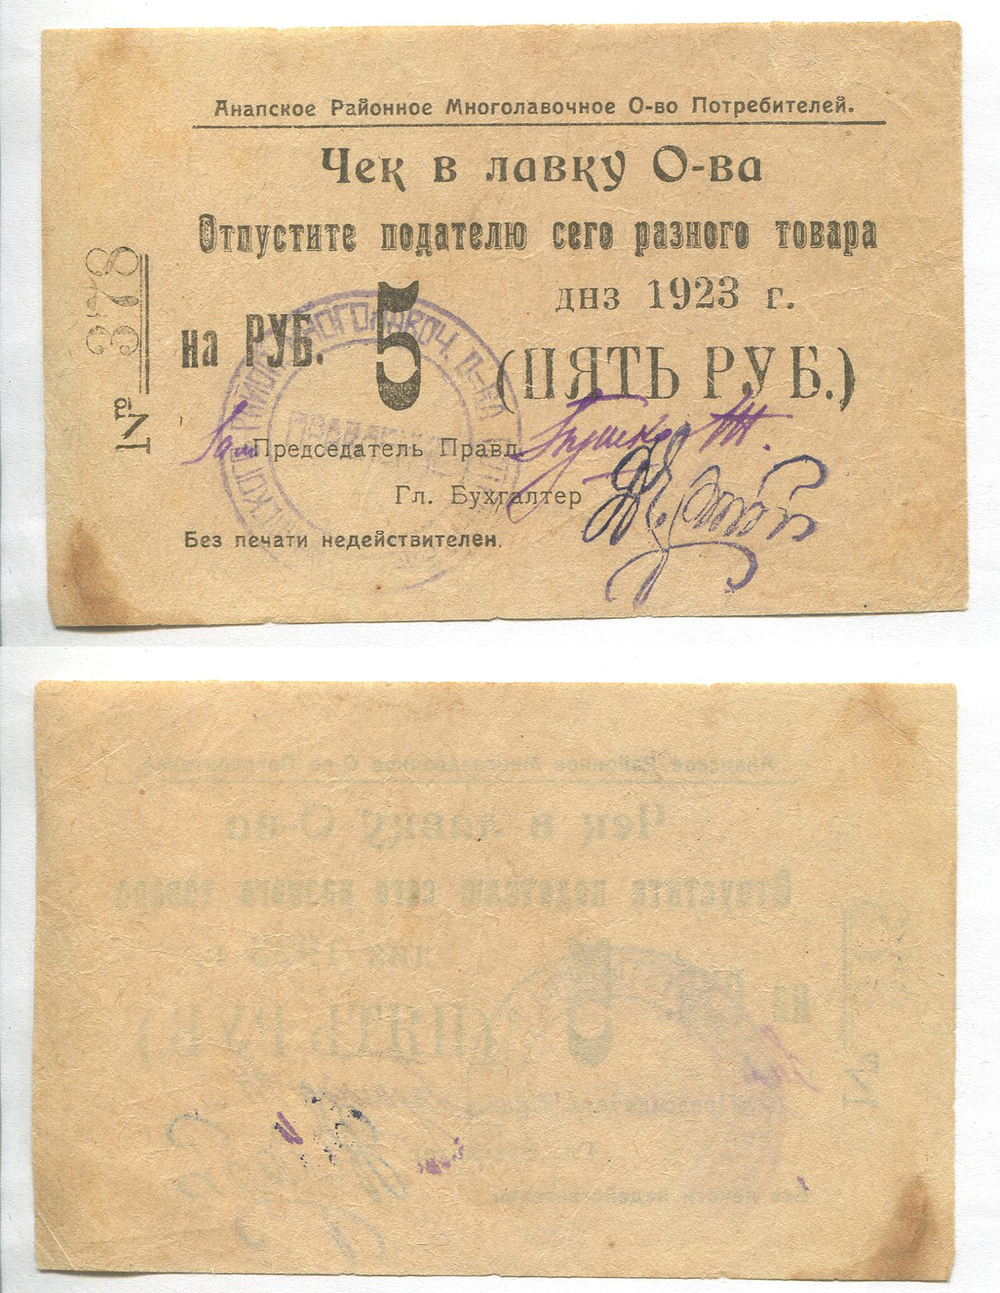 Анапское Районное Многолавочное О-во Потребителей.
Чек в лавку О-ва
Отпустите подателю сего разного товара
на РУБ. 5 днз 1923 г.
(ПЯТЬ РУБ.)
Зам Председатель Правл.
Гл. Бухгалтер
Без печати недействителен.
№ 378